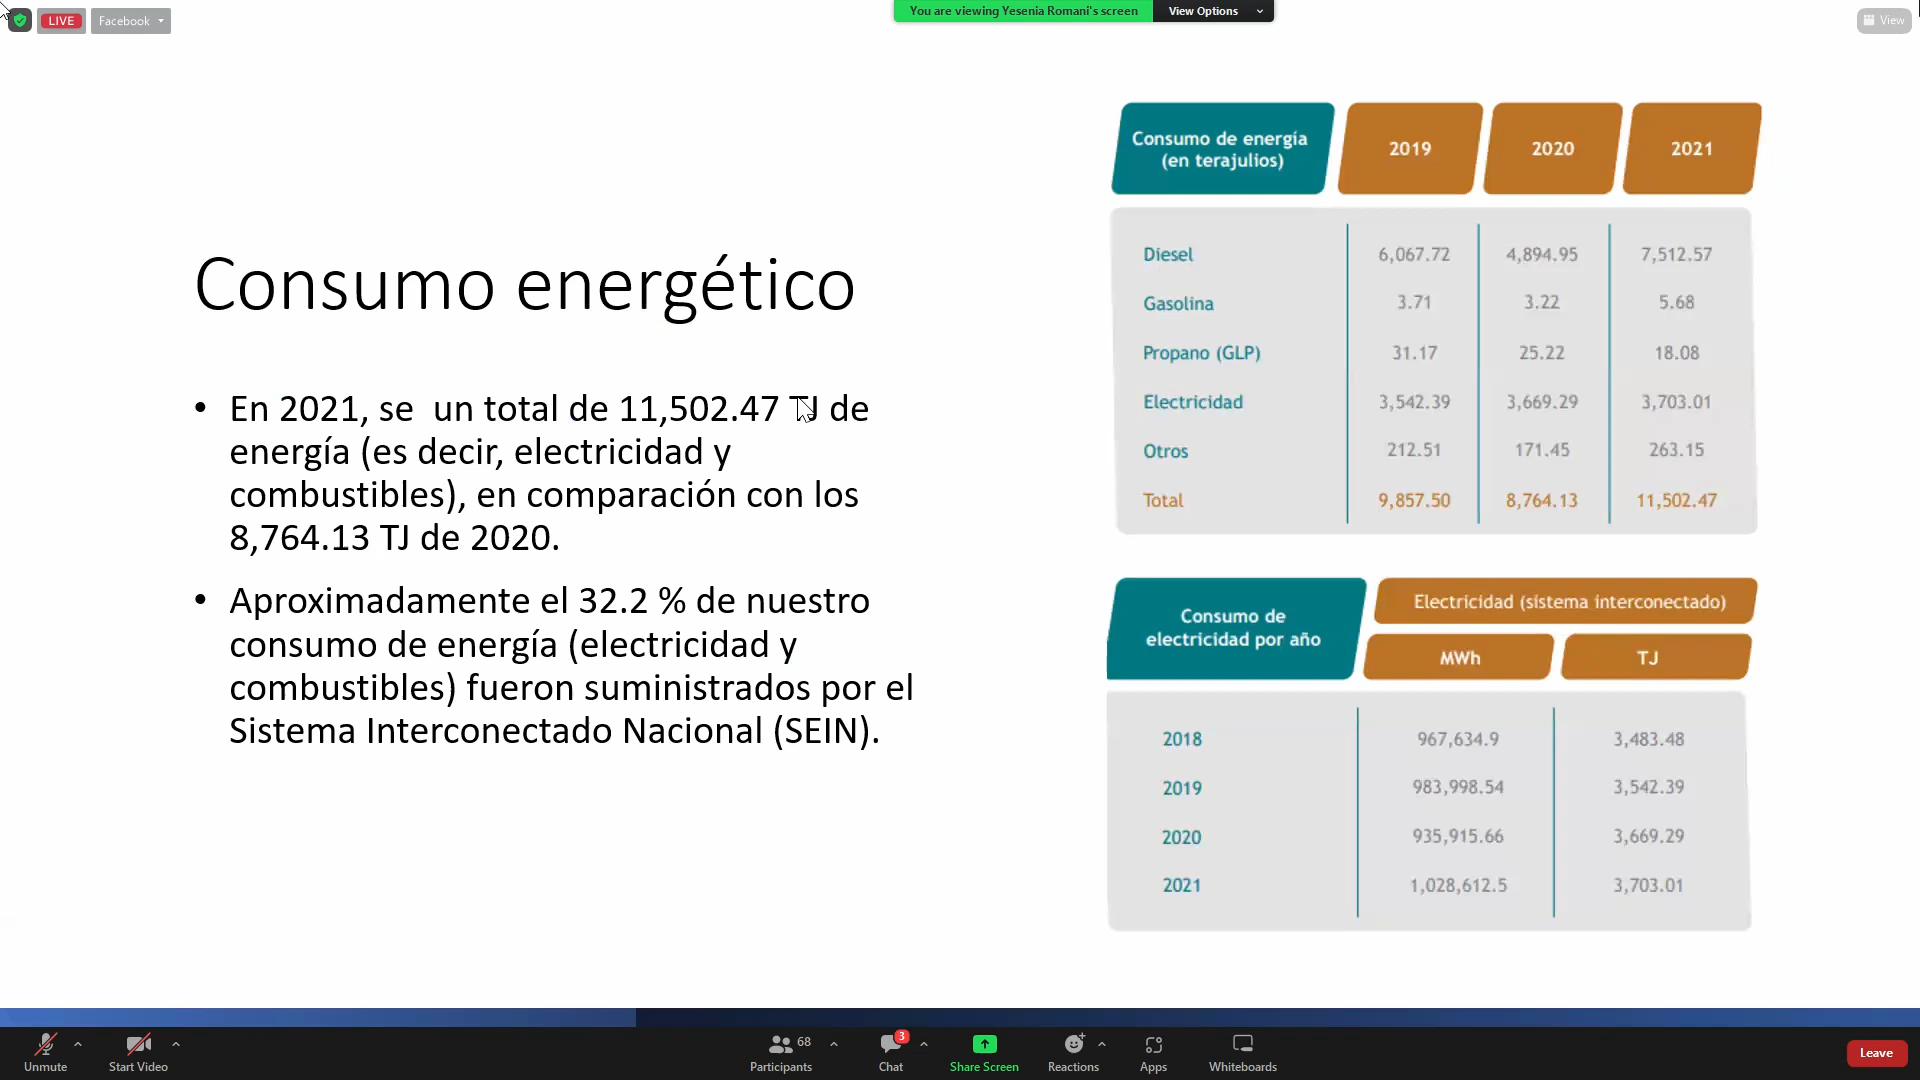 LIVE
Facebook
You are viewing Yesenia Romani's screen
View Options
View
Consumo energético
• En 2021, se un total de 11,502.47 TJ de
energía (es decir, electricidad y
combustibles), en comparación con los
8,764.13 TJ de 2020.
• Aproximadamente el 32.2 % de nuestro
consumo de energía (electricidad y
combustibles) fueron suministrados por el
Sistema Interconectado Nacional (SEIN).
Consumo de energía
(en terajulios)
2019
2020
2021
Diesel 6,067.72 4,894.95 7,512.57
Gasolina 3.71 3.22 5.68
Propano (GLP) 31.17 25.22 18.08
Electricidad 3,542.39 3,669.29 3,703.01
Otros 212.51 171.45 263.15
Total 9,857.50 8,764.13 11,502.47
Consumo de
electricidad por año
Electricidad (sistema interconectado)
MWh
TJ
2018 967,634.9 3,483.48
2019 983,998.54 3,542.39
2020 935,915.66 3,669.29
2021 1,028,612.5 3,703.01
Unmute
Start Video
68
Participants
3
Chat
Share Screen
Reactions
Apps
Whiteboards
Leave